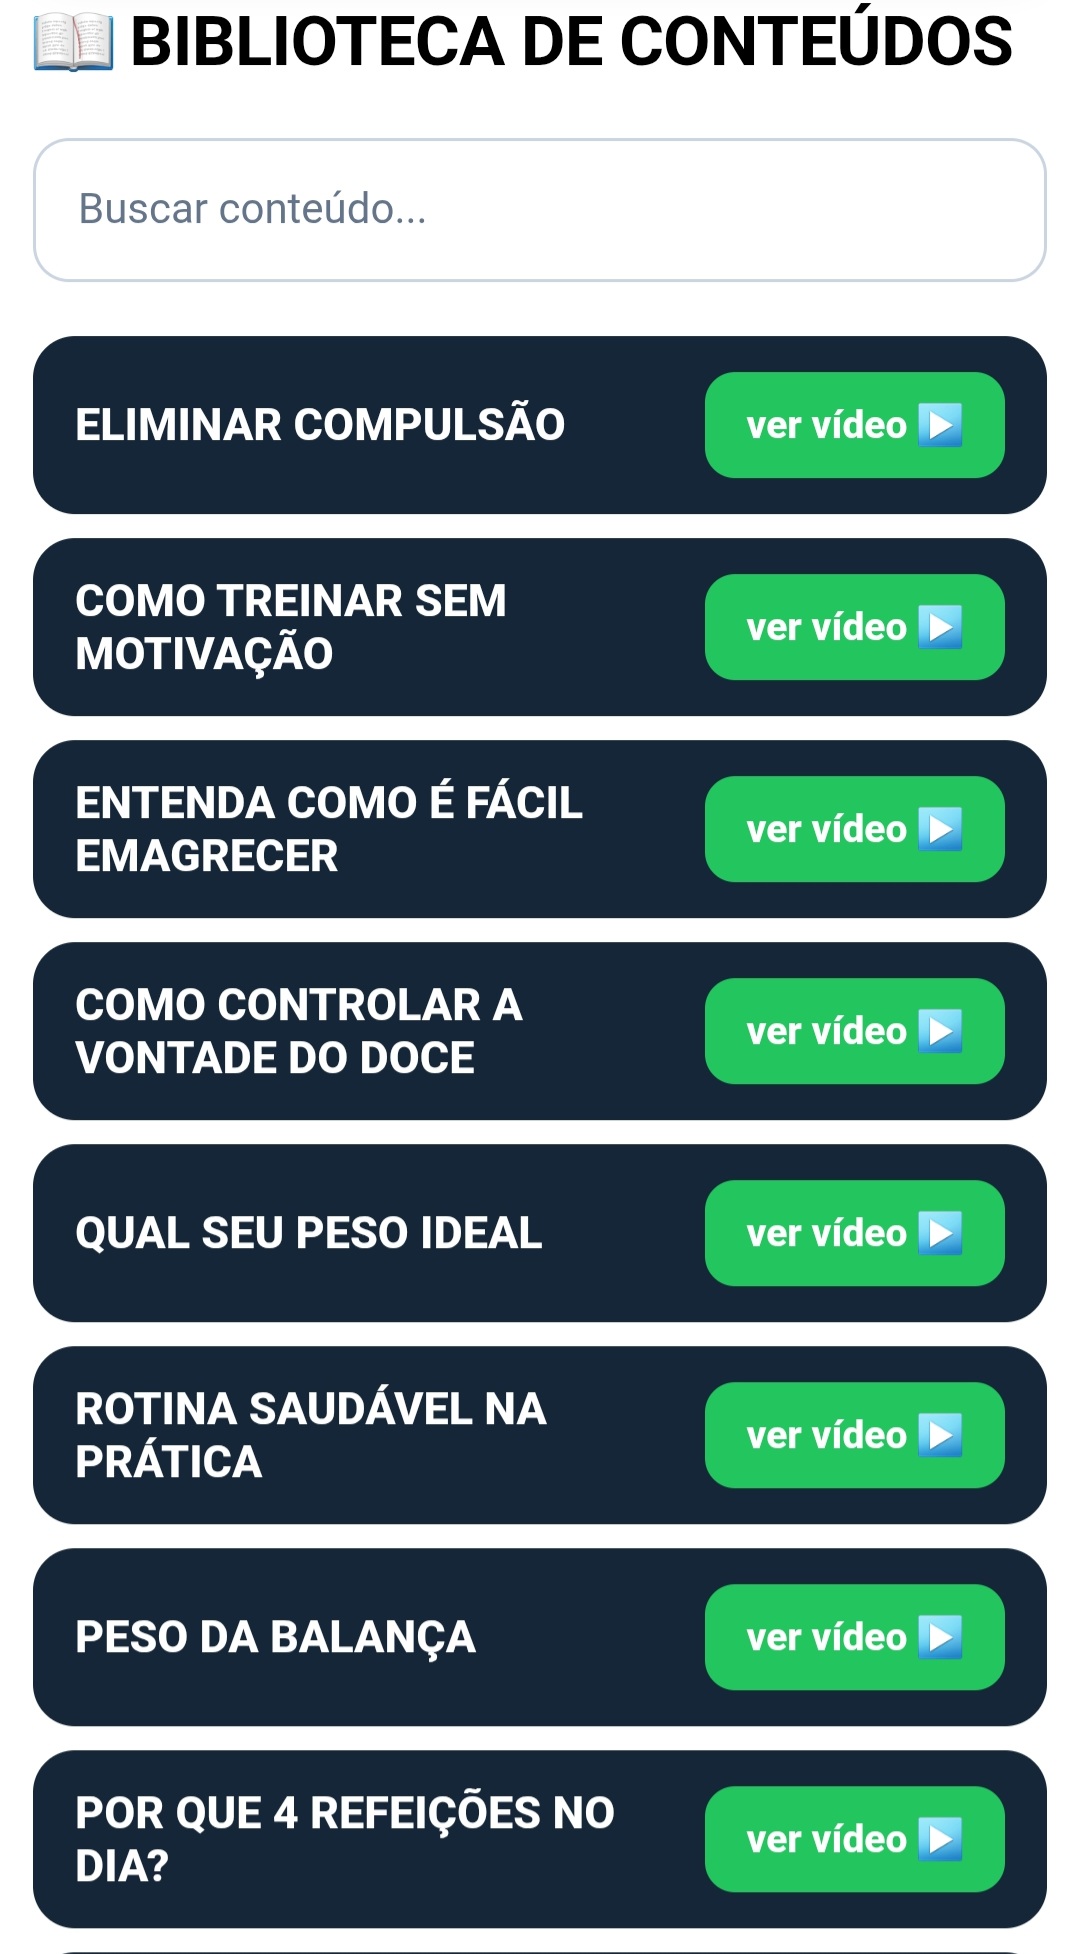 BIBLIOTECA DE CONTEÚDOS
Buscar conteúdo...
ELIMINAR COMPULSÃO
ver vídeo
COMO TREINAR SEM
MOTIVAÇÃO
ver vídeo
ENTENDA COMO É FÁCIL
EMAGRECER
ver vídeo
COMO CONTROLAR A
VONTADE DO DOCE
ver vídeo
QUAL SEU PESO IDEAL
ver vídeo
ROTINA SAUDÁVEL NA
PRÁTICA
ver vídeo
PESO DA BALANÇA
ver vídeo
POR QUE 4 REFEIÇÕES NO
DIA?
ver vídeo